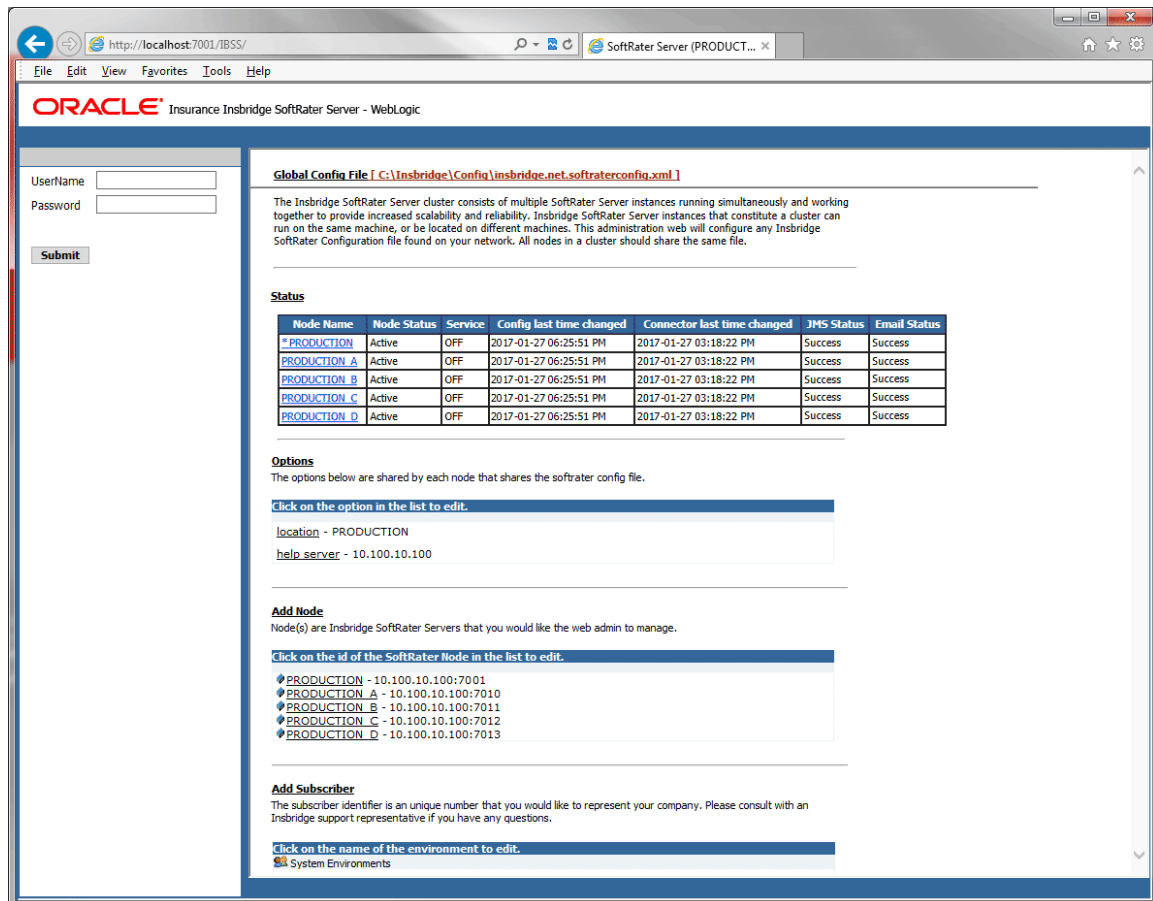 http://localhost:7001/IBSS/
SoftRater Server (PRODUCT...
File Edit View Favorites Tools Help
ORACLE Insurance Insbridge SoftRater Server - WebLogic
UserName
Password
Submit
Global Config File [ C:\Insbridge\Config\insbridge.net.softraterconfig.xml ]
The Insbridge SoftRater Server cluster consists of multiple SoftRater Server instances running simultaneously and working
together to provide increased scalability and reliability. Insbridge SoftRater Server instances that constitute a cluster can
run on the same machine, or be located on different machines. This administration web will configure any Insbridge
SoftRater Configuration file found on your network. All nodes in a cluster should share the same file.
Status
Node Name Node Status Service Config last time changed Connector last time changed JMS Status Email Status
* PRODUCTION Active OFF 2017-01-27 06:25:51 PM 2017-01-27 03:18:22 PM Success Success
PRODUCTION_A Active OFF 2017-01-27 06:25:51 PM 2017-01-27 03:18:22 PM Success Success
PRODUCTION_B Active OFF 2017-01-27 06:25:51 PM 2017-01-27 03:18:22 PM Success Success
PRODUCTION_C Active OFF 2017-01-27 06:25:51 PM 2017-01-27 03:18:22 PM Success Success
PRODUCTION_D Active OFF 2017-01-27 06:25:51 PM 2017-01-27 03:18:22 PM Success Success
Options
The options below are shared by each node that shares the softrater config file.
Click on the option in the list to edit.
location - PRODUCTION
help server - 10.100.10.100
Add Node
Node(s) are Insbridge SoftRater Servers that you would like the web admin to manage.
Click on the id of the SoftRater Node in the list to edit.
PRODUCTION - 10.100.10.100:7001
PRODUCTION_A - 10.100.10.100:7010
PRODUCTION_B - 10.100.10.100:7011
PRODUCTION_C - 10.100.10.100:7012
PRODUCTION_D - 10.100.10.100:7013
Add Subscriber
The subscriber identifier is an unique number that you would like to represent your company. Please consult with an
Insbridge support representative if you have any questions.
Click on the name of the environment to edit.
System Environments